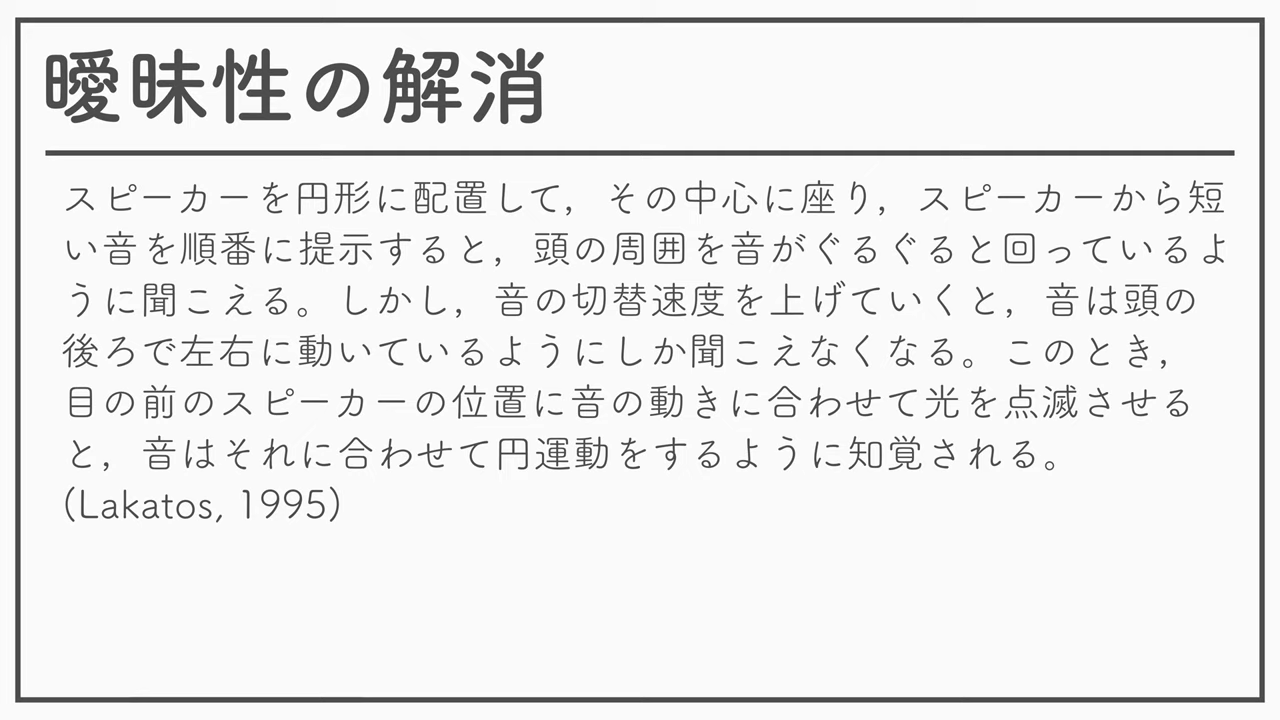 曖昧性の解消
スピーカーを円形に配置して，その中心に座り，スピーカーから短
い音を順番に提示すると，頭の周囲を音がぐるぐると回っているよ
うに聞こえる。しかし，音の切替速度を上げていくと，音は頭の
後ろで左右に動いているようにしか聞こえなくなる。このとき，
目の前のスピーカーの位置に音の動きに合わせて光を点滅させる
と，音はそれに合わせて円運動をするように知覚される。
(Lakatos, 1995)